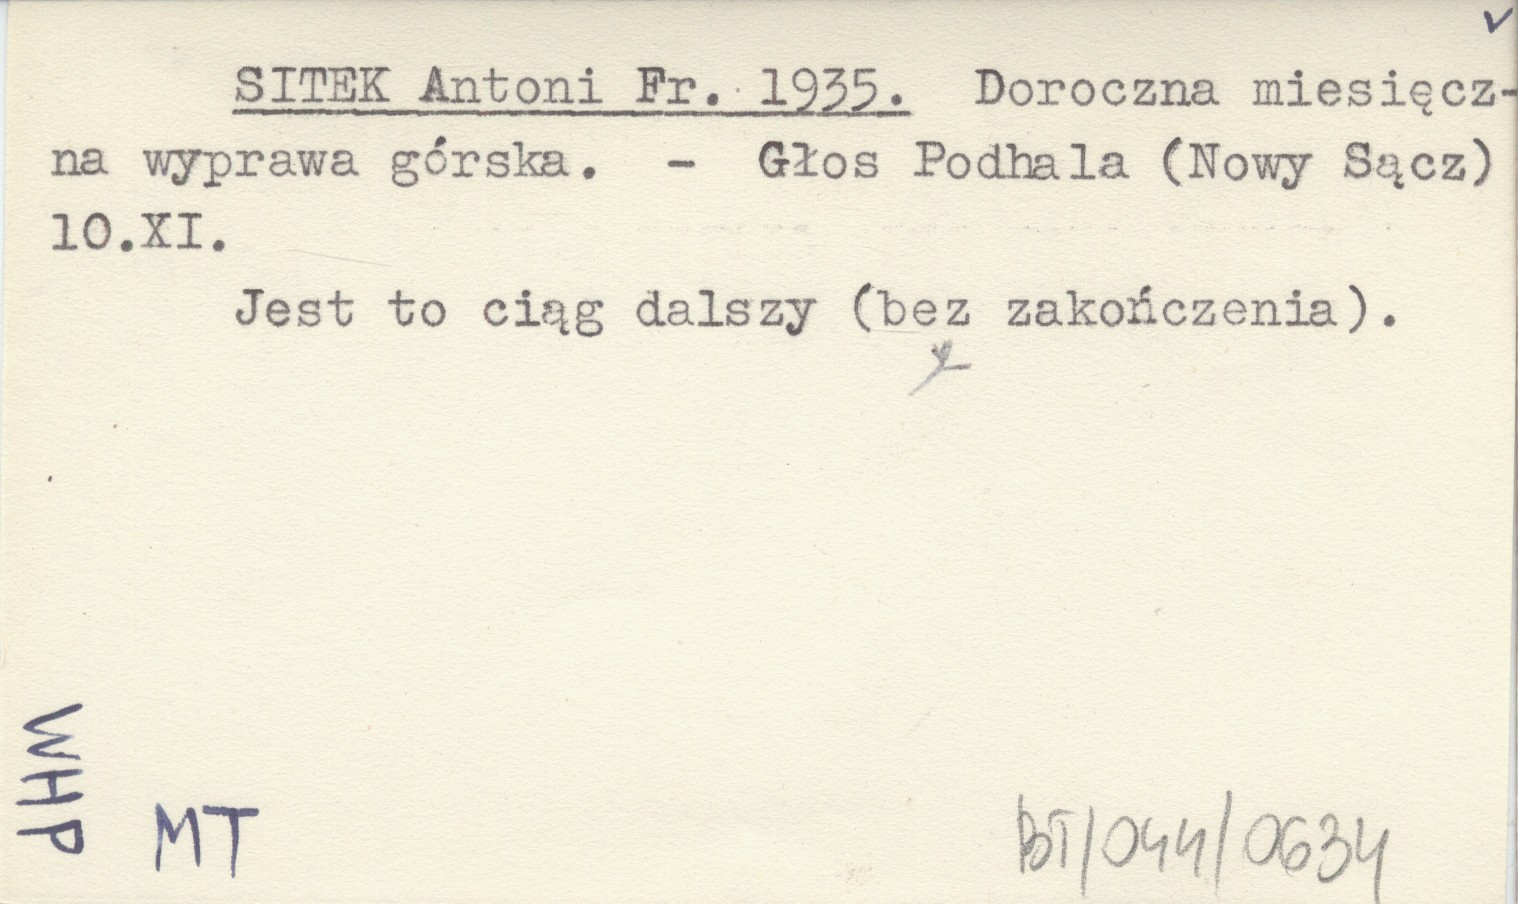 SITEK Antoni Fr. 1935. Doroczna miesięcz-
na wyprawa górska. - Głos Podhala (Nowy Sącz)
10.XI.
Jest to ciąg dalszy (bez zakończenia).
WHP
MT
BT/044/0634